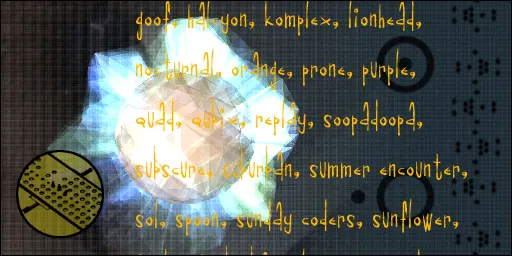 goof, halcyon, komplex, lionhead,
nocturnal, orange, prone, purple,
quad, qubix, replay, soopadoopa,
subscure, suburban, summer encounter,
sol, spoon, sunday coders, sunflower,